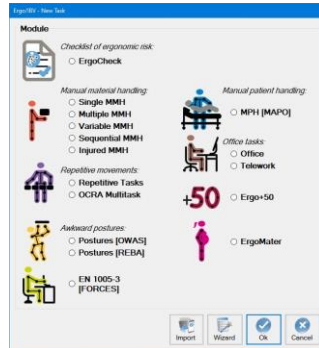 Ergo/IBV - New Task
Module
Checklist of ergonomic risk:
ErgoCheck
Manual material handling:
Single MMH
Multiple MMH
Variable MMH
Sequential MMH
Injured MMH
Repetitive movements:
Repetitive Tasks
OCRA Multitask
Awkward postures:
Postures [OWAS]
Postures [REBA]
EN 1005-3
[FORCES]
Manual patient handling:
MPH [MAPO]
Office tasks:
Office
Telework
+50
Ergo+50
ErgoMater
Import
Wizard
Ok
Cancel